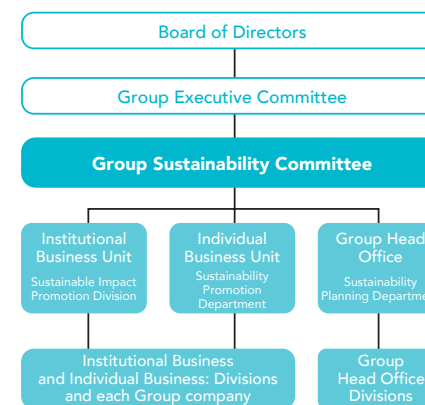 Board of Directors
Group Executive Committee
Group Sustainability Committee
Institutional
Business Unit
Sustainable Impact
Promotion Division
Individual
Business Unit
Sustainability
Promotion
Department
Group Head
Office
Sustainability
Planning Departme
Institutional Business
and Individual Business: Divisions
and each Group company
Group
Head Office
Divisions